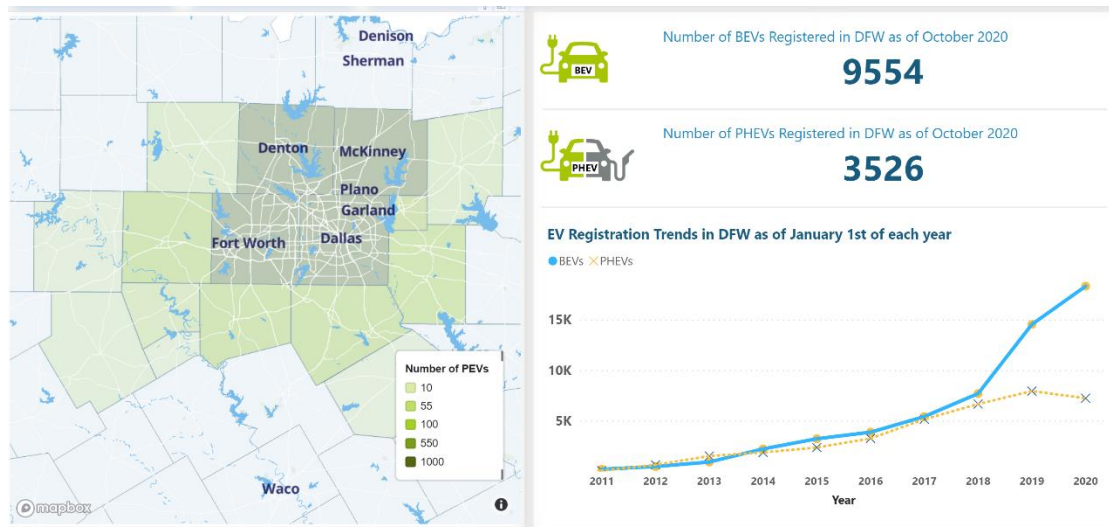 Denison
Sherman
Denton
McKinney
Plano
Garland
Fort Worth
Dallas
Waco
Number of PEVs
10
55
100
550
1000
mapbox
i
BEV
Number of BEVs Registered in DFW as of October 2020
9554
PHEV
Number of PHEVs Registered in DFW as of October 2020
3526
EV Registration Trends in DFW as of January 1st of each year
BEVs PHEVs
15K
10K
5K
2011 2012 2013 2014 2015 2016 2017 2018 2019 2020
Year